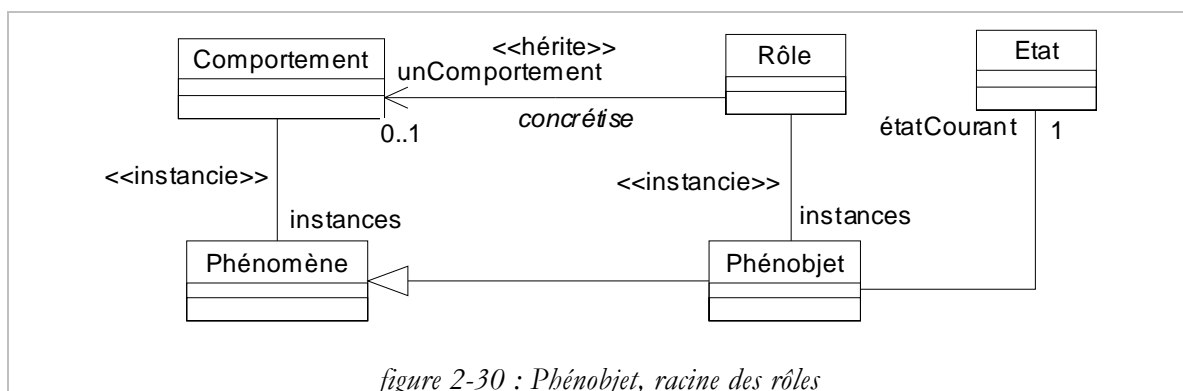 <<hérite>>
Comportement
Rôle
Etat
unComportement
concrétise
0..1
étatCourant
1
<<instancie>>
<<instancie>>
instances
instances
Phénomène
Phénobjet
figure 2-30 : Phénobjet, racine des rôles